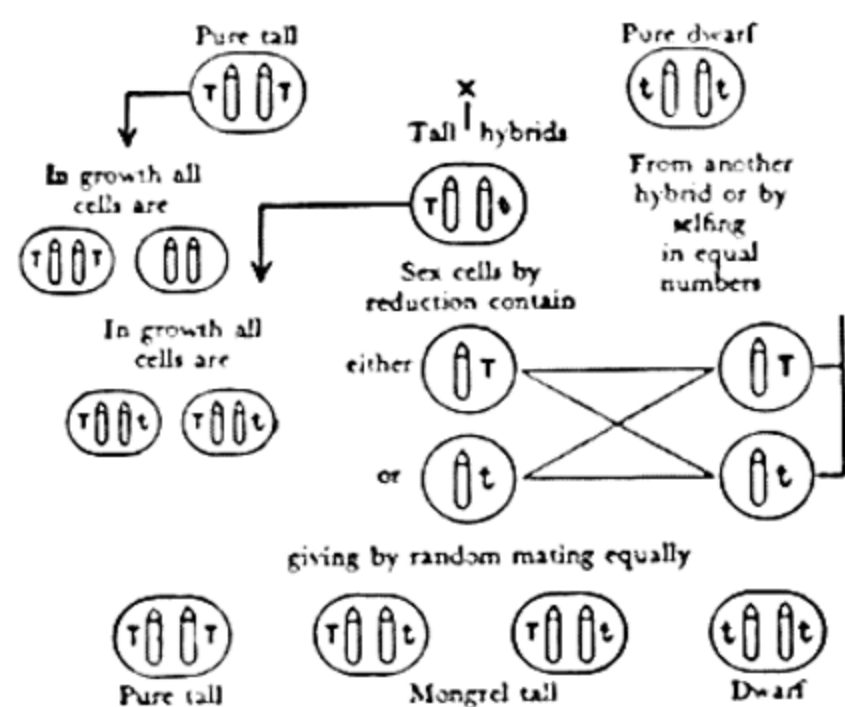 Pure tall
Pure dwarf
T T
t t
×
Tall hybrids
In growth all
cells are
T t
From another
hybrid or by
selfing
in equal
numbers
T T
Sex cells by
reduction contain
In growth all
cells are
either
T
T
T t
T t
or
t
t
giving by random mating equally
T T
T t
T t
t t
Pure tall
Mongrel tall
Dwarf